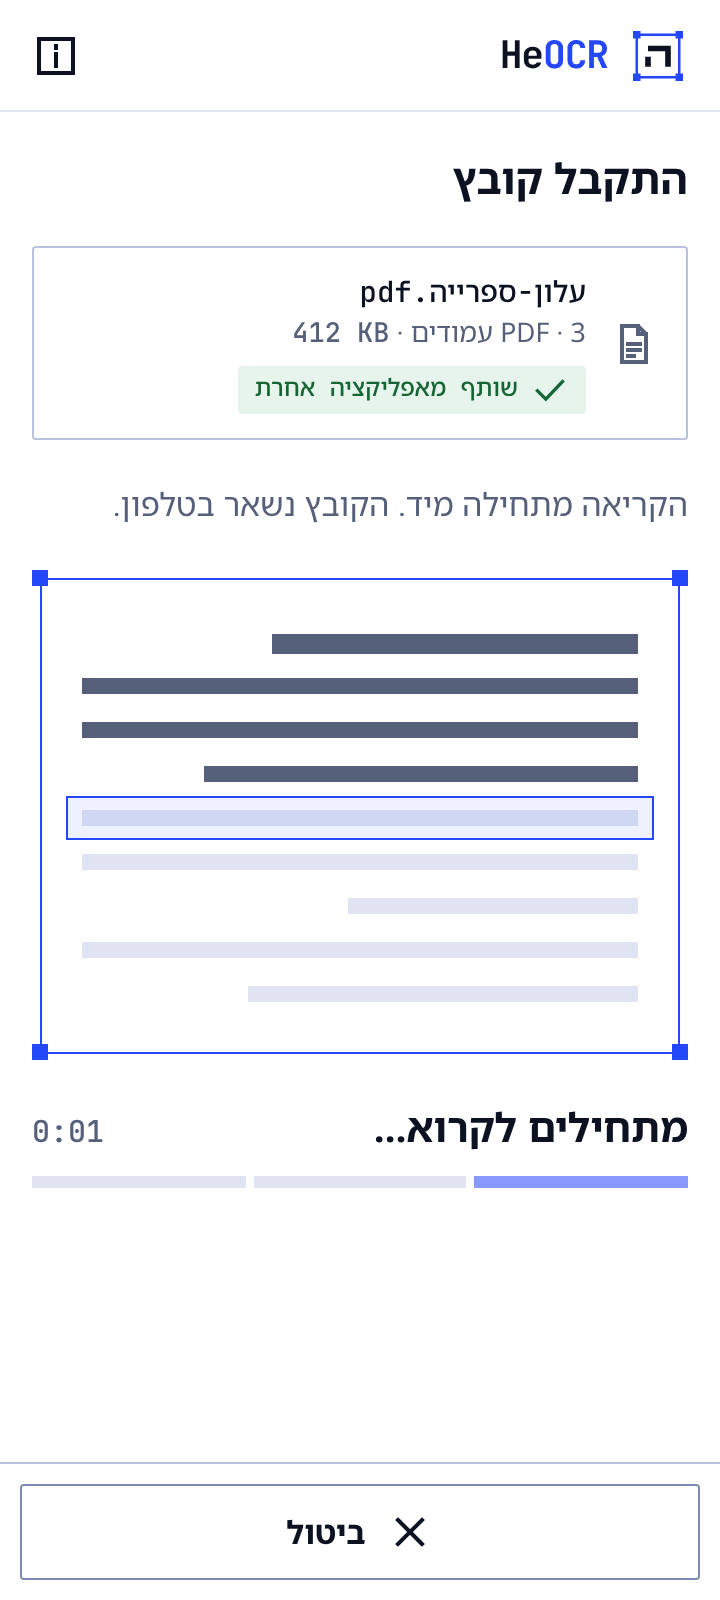 HeOCR ה
התקבל קובץ
עלון-ספרייה.pdf
PDF · 3 עמודים · 412 KB
שותף מאפליקציה אחרת
הקריאה מתחילה מיד. הקובץ נשאר בטלפון.
מתחילים לקרוא...
0:01
ביטול